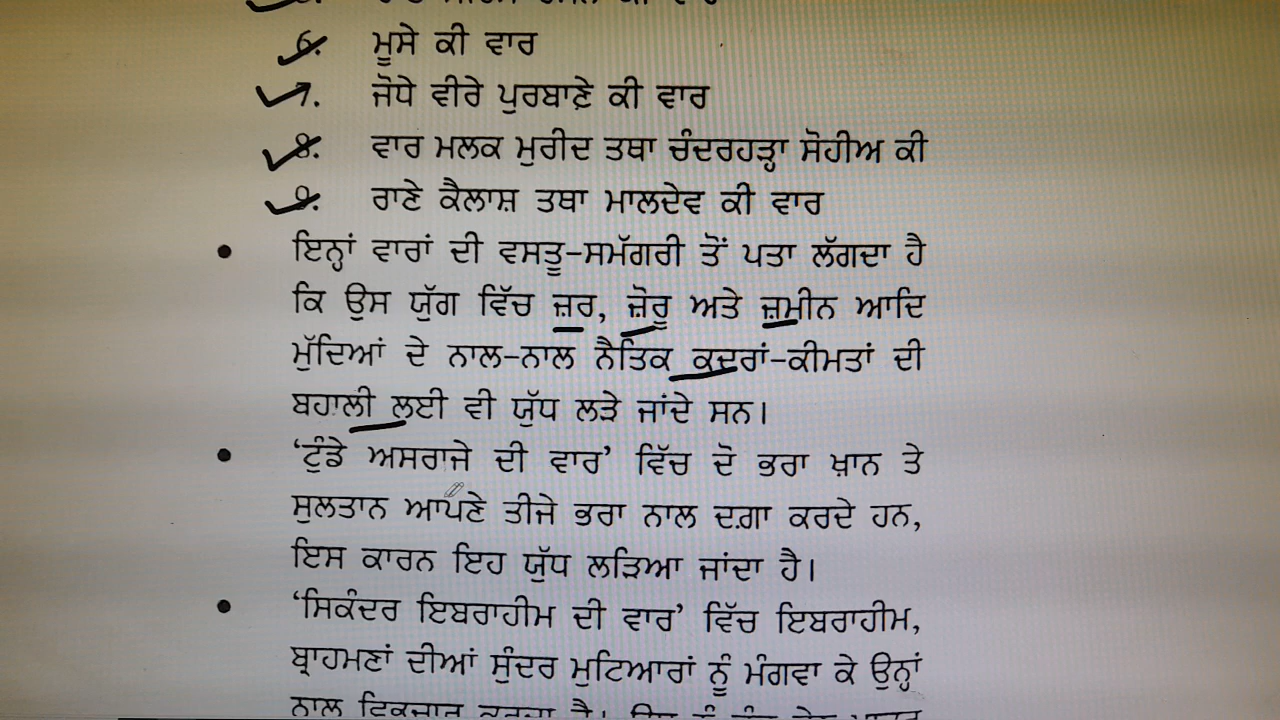 6. ਮੂਸੇ ਕੀ ਵਾਰ
7. ਜੋਧੇ ਵੀਰੇ ਪੁਰਬਾਣੇ ਕੀ ਵਾਰ
8. ਵਾਰ ਮਲਕ ਮੁਰੀਦ ਤਥਾ ਚੰਦਰਹੜ੍ਹਾ ਸੋਹੀਅ ਕੀ
9. ਰਾਣੇ ਕੈਲਾਸ਼ ਤਥਾ ਮਾਲਦੇਵ ਕੀ ਵਾਰ
• ਇਨ੍ਹਾਂ ਵਾਰਾਂ ਦੀ ਵਸਤੂ-ਸਮੱਗਰੀ ਤੋਂ ਪਤਾ ਲੱਗਦਾ ਹੈ
ਕਿ ਉਸ ਯੁੱਗ ਵਿੱਚ ਜ਼ਰ, ਜ਼ੋਰੂ ਅਤੇ ਜ਼ਮੀਨ ਆਦਿ
ਮੁੱਦਿਆਂ ਦੇ ਨਾਲ-ਨਾਲ ਨੈਤਿਕ ਕਦਰਾਂ-ਕੀਮਤਾਂ ਦੀ
ਬਹਾਲੀ ਲਈ ਵੀ ਯੁੱਧ ਲੜੇ ਜਾਂਦੇ ਸਨ।
• ‘ਟੁੰਡੇ ਅਸਰਾਜੇ ਦੀ ਵਾਰ’ ਵਿੱਚ ਦੋ ਭਰਾ ਖ਼ਾਨ ਤੇ
ਸੁਲਤਾਨ ਆਪਣੇ ਤੀਜੇ ਭਰਾ ਨਾਲ ਦਗ਼ਾ ਕਰਦੇ ਹਨ,
ਇਸ ਕਾਰਨ ਇਹ ਯੁੱਧ ਲੜਿਆ ਜਾਂਦਾ ਹੈ।
• ‘ਸਿਕੰਦਰ ਇਬਰਾਹੀਮ ਦੀ ਵਾਰ’ ਵਿੱਚ ਇਬਰਾਹੀਮ,
ਬ੍ਰਾਹਮਣਾਂ ਦੀਆਂ ਸੁੰਦਰ ਮੁਟਿਆਰਾਂ ਨੂੰ ਮੰਗਵਾ ਕੇ ਉਨ੍ਹਾਂ